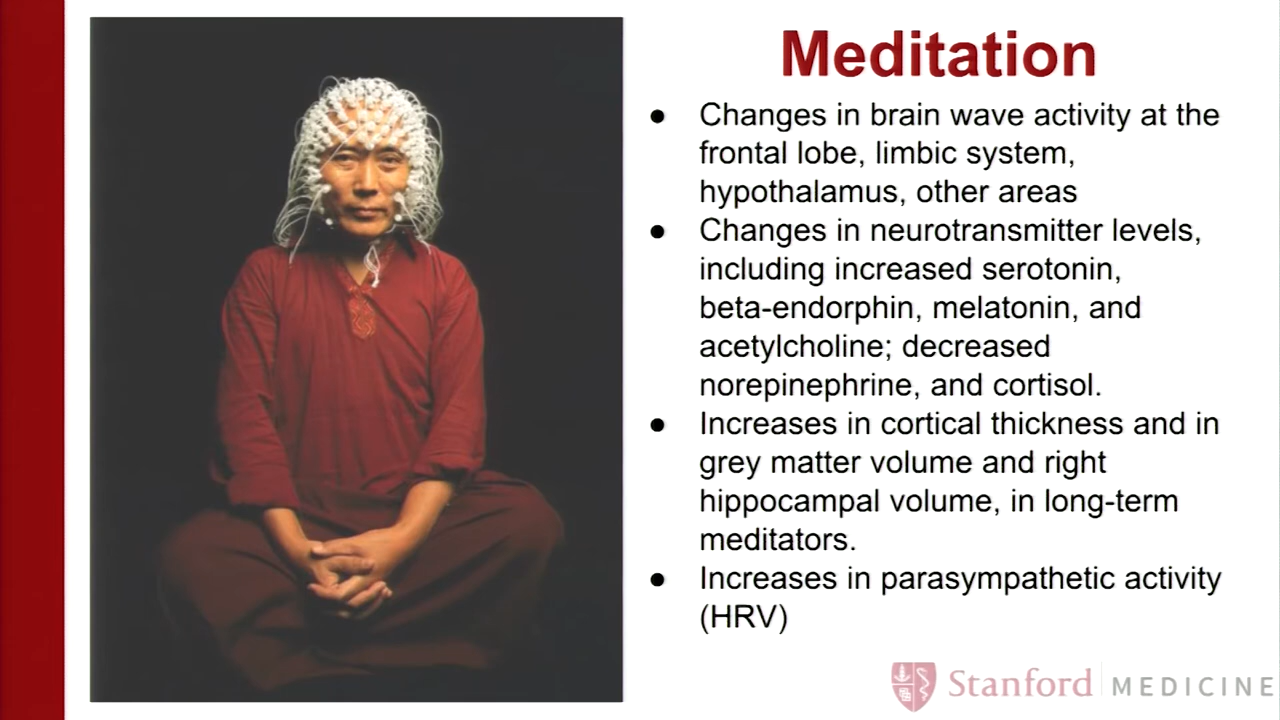 Meditation
● Changes in brain wave activity at the
frontal lobe, limbic system,
hypothalamus, other areas
● Changes in neurotransmitter levels,
including increased serotonin,
beta-endorphin, melatonin, and
acetylcholine; decreased
norepinephrine, and cortisol.
● Increases in cortical thickness and in
grey matter volume and right
hippocampal volume, in long-term
meditators.
● Increases in parasympathetic activity
(HRV)
Stanford MEDICINE